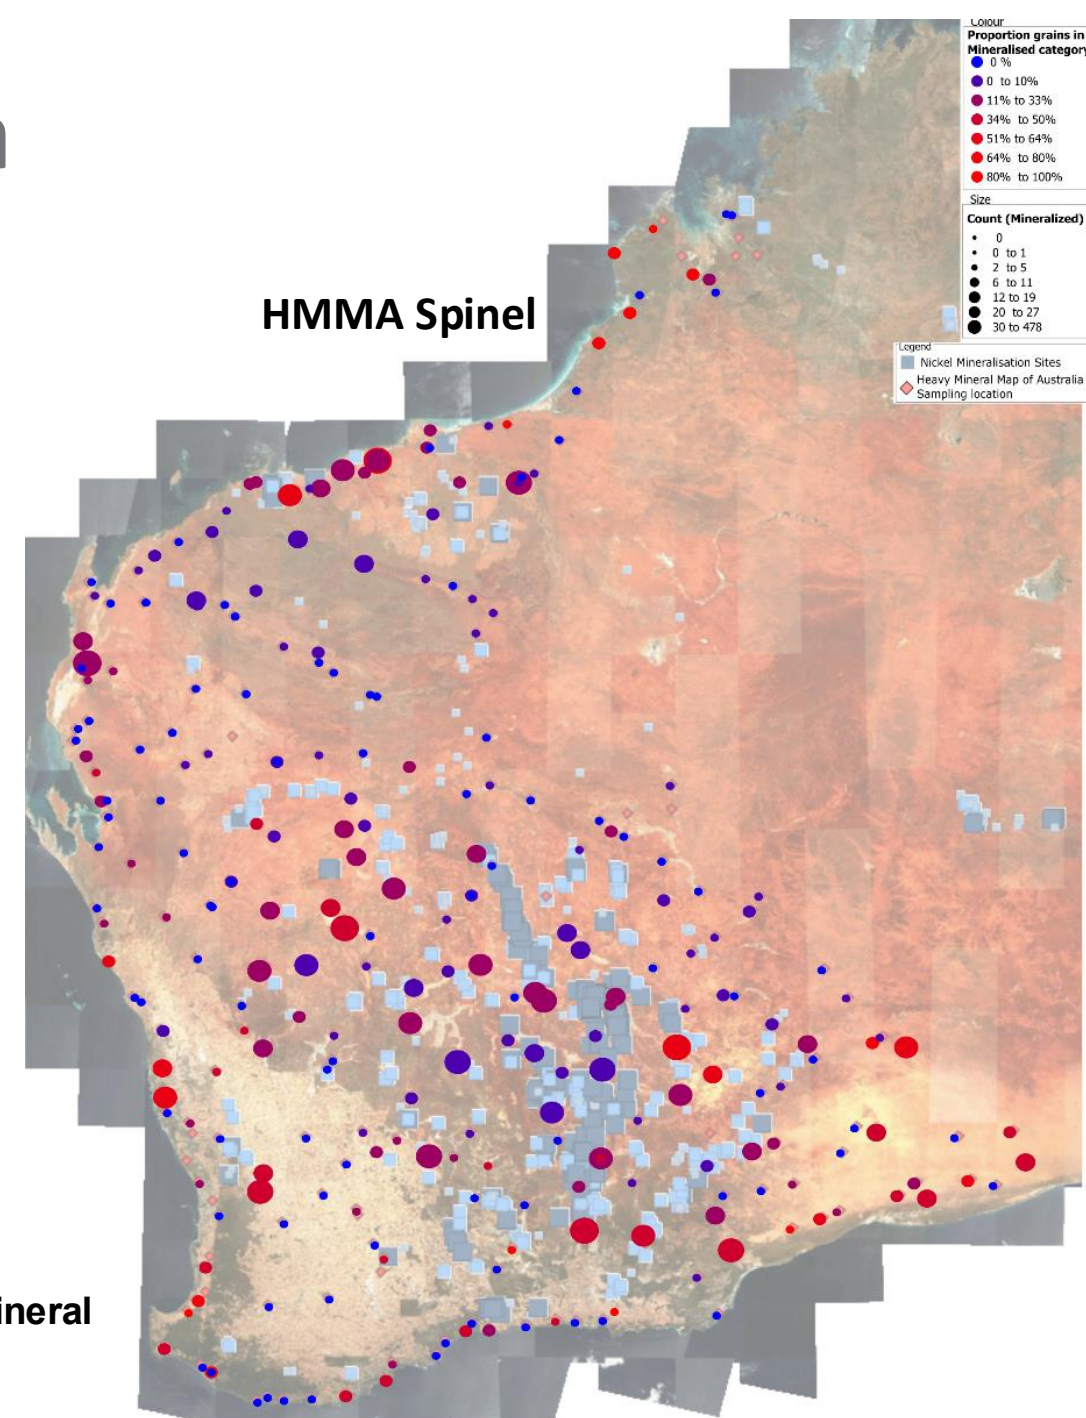 HMMA Spinel
Colour
Proportion grains in
Mineralised category
0 %
0 to 10%
11% to 33%
34% to 50%
51% to 64%
64% to 80%
80% to 100%
Size
Count (Mineralized)
0
0 to 1
2 to 5
6 to 11
12 to 19
20 to 27
30 to 478
Legend
Nickel Mineralisation Sites
Heavy Mineral Map of Australia
Sampling location
ineral